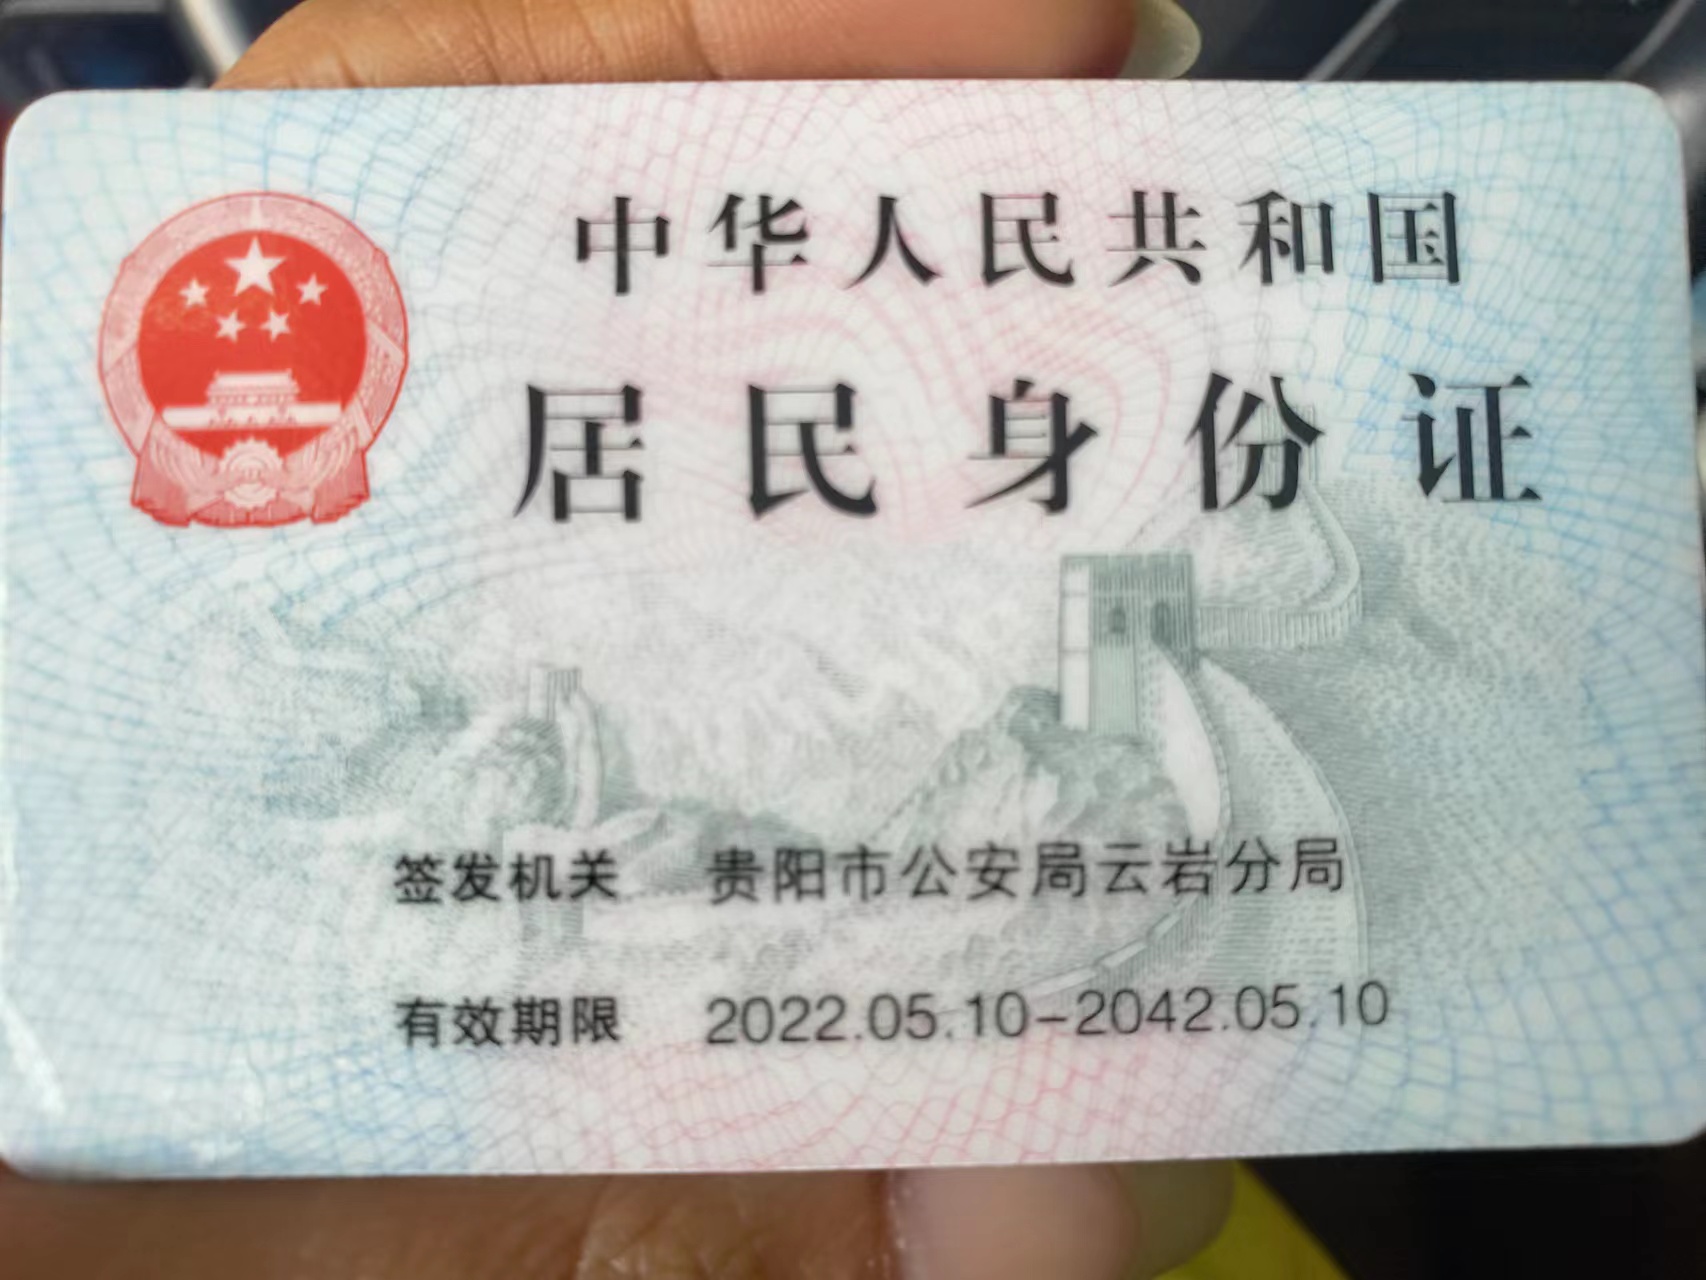 中华人民共和国
居民身份证
签发机关 贵阳市公安局云岩分局
有效期限 2022.05.10-2042.05.10